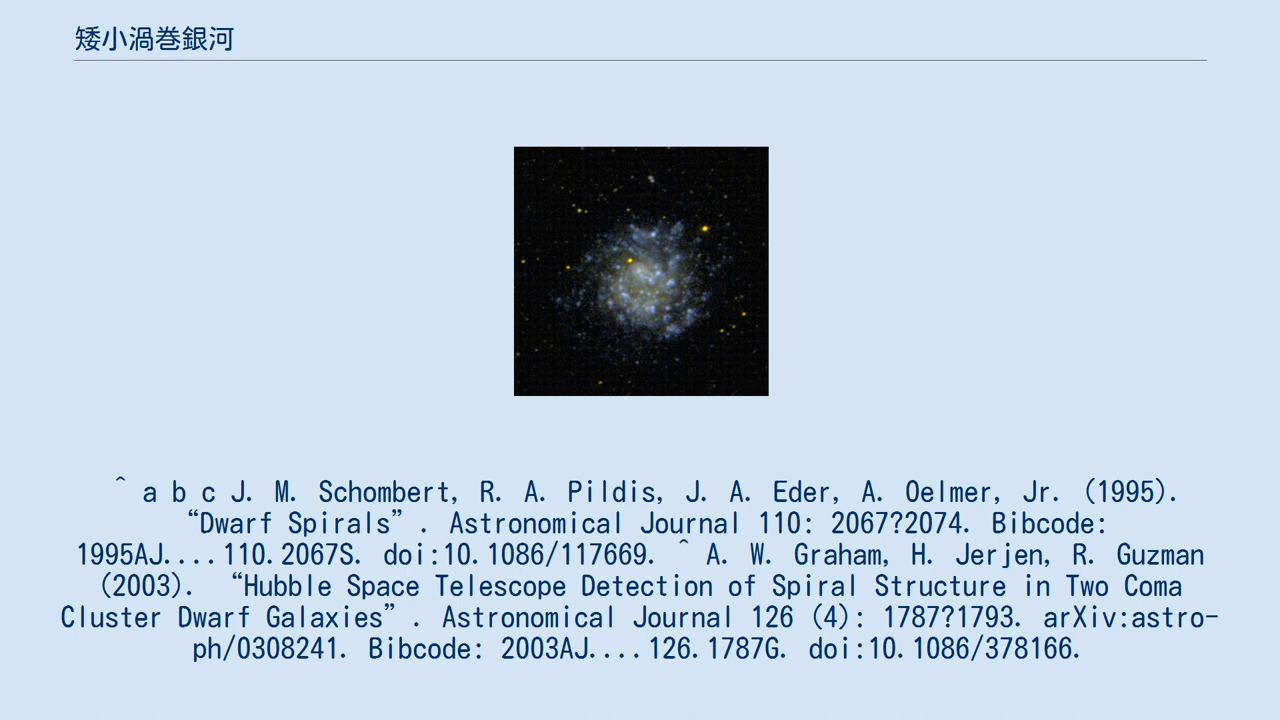 矮小渦巻銀河
^ a b c J. M. Schombert, R. A. Pildis, J. A. Eder, A. Oelmer, Jr. (1995).
“Dwarf Spirals”. Astronomical Journal 110: 2067?2074. Bibcode:
1995AJ....110.2067S. doi:10.1086/117669. ^ A. W. Graham, H. Jerjen, R. Guzman
(2003). “Hubble Space Telescope Detection of Spiral Structure in Two Coma
Cluster Dwarf Galaxies”. Astronomical Journal 126 (4): 1787?1793. arXiv:astro-
ph/0308241. Bibcode: 2003AJ....126.1787G. doi:10.1086/378166.